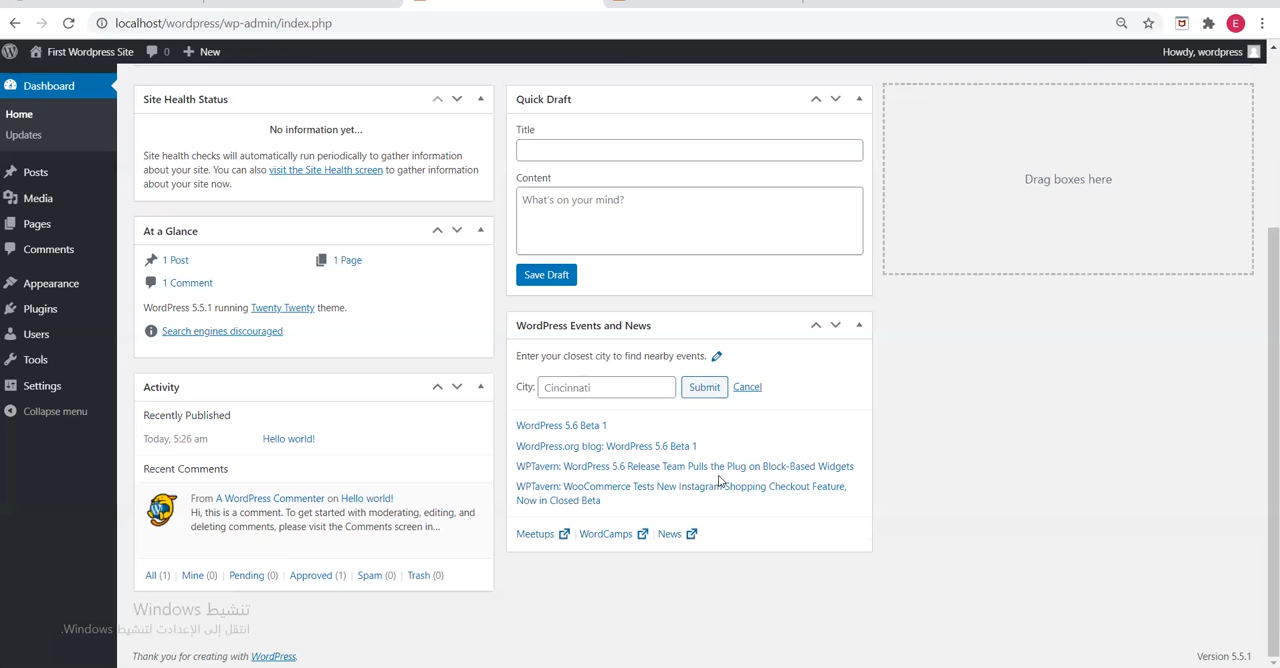 localhost/wordpress/wp-admin/index.php
E
First Wordpress Site
0
New
Howdy, wordpress
Dashboard
Home
Updates
Posts
Media
Pages
Comments
Appearance
Plugins
Users
Tools
Settings
Collapse menu
Site Health Status
No information yet...
Site health checks will automatically run periodically to gather information
about your site. You can also visit the Site Health screen to gather information
about your site now.
At a Glance
1 Post
1 Page
1 Comment
WordPress 5.5.1 running Twenty Twenty theme.
Search engines discouraged
Activity
Recently Published
Today, 5:26 am Hello world!
Recent Comments
From A WordPress Commenter on Hello world!
Hi, this is a comment. To get started with moderating, editing, and
deleting comments, please visit the Comments screen in...
All (1) | Mine (0) | Pending (0) | Approved (1) | Spam (0) | Trash (0)
Quick Draft
Title
Content
What's on your mind?
Save Draft
WordPress Events and News
Enter your closest city to find nearby events.
City: Cincinnati Submit Cancel
WordPress 5.6 Beta 1
WordPress.org blog: WordPress 5.6 Beta 1
WPTavern: WordPress 5.6 Release Team Pulls the Plug on Block-Based Widgets
WPTavern: WooCommerce Tests New Instagram Shopping Checkout Feature,
Now in Closed Beta
Meetups | WordCamps | News
Drag boxes here
تنشيط Windows
انتقل إلى الإعدادت لتنشيط Windows.
Thank you for creating with WordPress.
Version 5.5.1